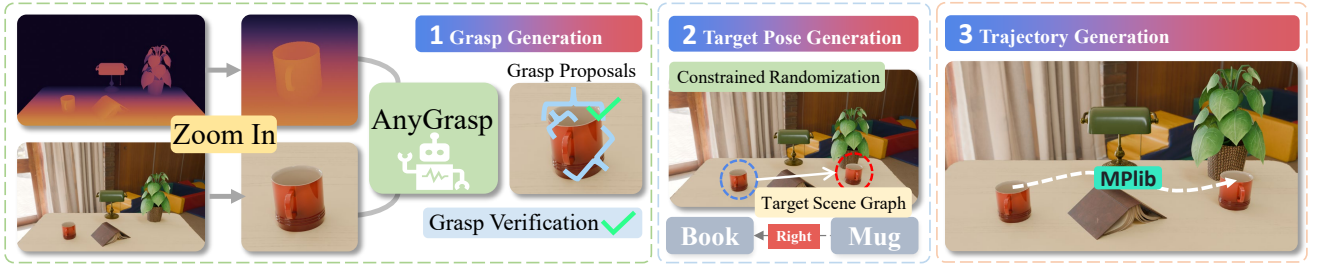 1 Grasp Generation
Zoom In
AnyGrasp
Grasp Proposals
Grasp Verification
2 Target Pose Generation
Constrained Randomization
Target Scene Graph
Book
Right
Mug
3 Trajectory Generation
MPlib